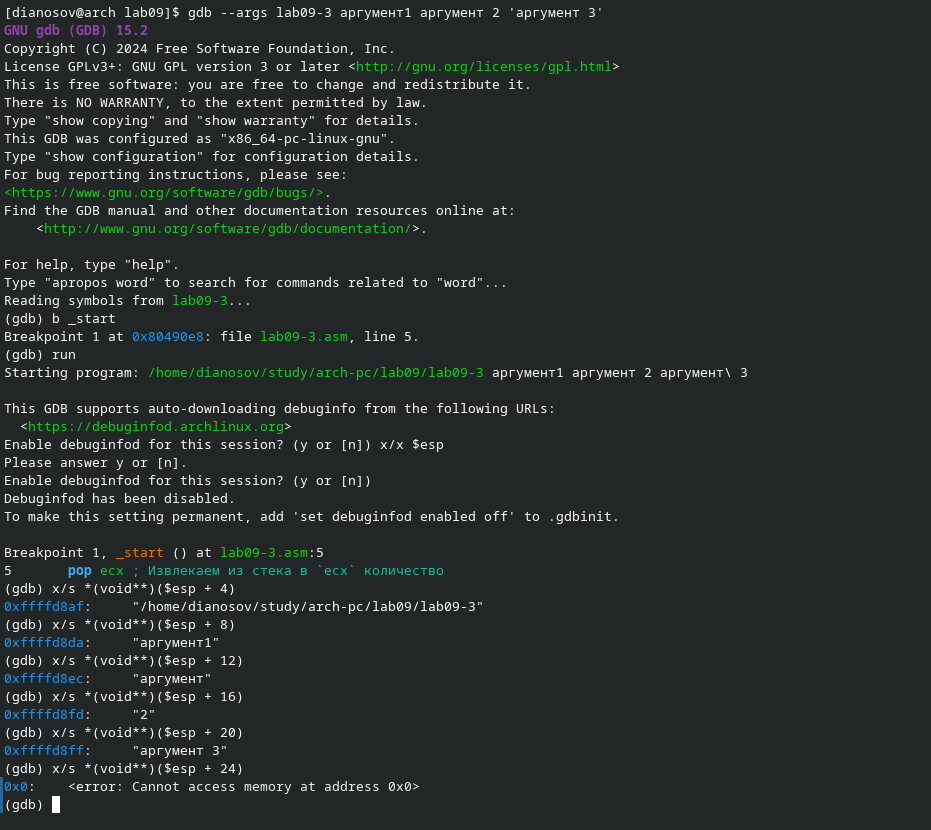 [dianosov@arch lab09]$ gdb --args lab09-3 аргумент1 аргумент 2 'аргумент 3'
GNU gdb (GDB) 15.2
Copyright (C) 2024 Free Software Foundation, Inc.
License GPLv3+: GNU GPL version 3 or later <http://gnu.org/licenses/gpl.html>
This is free software: you are free to change and redistribute it.
There is NO WARRANTY, to the extent permitted by law.
Type "show copying" and "show warranty" for details.
This GDB was configured as "x86_64-pc-linux-gnu".
Type "show configuration" for configuration details.
For bug reporting instructions, please see:
<https://www.gnu.org/software/gdb/bugs/>.
Find the GDB manual and other documentation resources online at:
    <http://www.gnu.org/software/gdb/documentation/>.

For help, type "help".
Type "apropos word" to search for commands related to "word"...
Reading symbols from lab09-3...
(gdb) b _start
Breakpoint 1 at 0x80490e8: file lab09-3.asm, line 5.
(gdb) run
Starting program: /home/dianosov/study/arch-pc/lab09/lab09-3 аргумент1 аргумент 2 аргумент\ 3

This GDB supports auto-downloading debuginfo from the following URLs:
  <https://debuginfod.archlinux.org>
Enable debuginfod for this session? (y or [n]) x/x $esp
Please answer y or [n].
Enable debuginfod for this session? (y or [n])
Debuginfod has been disabled.
To make this setting permanent, add 'set debuginfod enabled off' to .gdbinit.

Breakpoint 1, _start () at lab09-3.asm:5
5       pop ecx ; Извлекаем из стека в `ecx` количество
(gdb) x/s *(void**)($esp + 4)
0xffffd8af:     "/home/dianosov/study/arch-pc/lab09/lab09-3"
(gdb) x/s *(void**)($esp + 8)
0xffffd8da:     "аргумент1"
(gdb) x/s *(void**)($esp + 12)
0xffffd8ec:     "аргумент"
(gdb) x/s *(void**)($esp + 16)
0xffffd8fd:     "2"
(gdb) x/s *(void**)($esp + 20)
0xffffd8ff:     "аргумент 3"
(gdb) x/s *(void**)($esp + 24)
0x0:    <error: Cannot access memory at address 0x0>
(gdb)